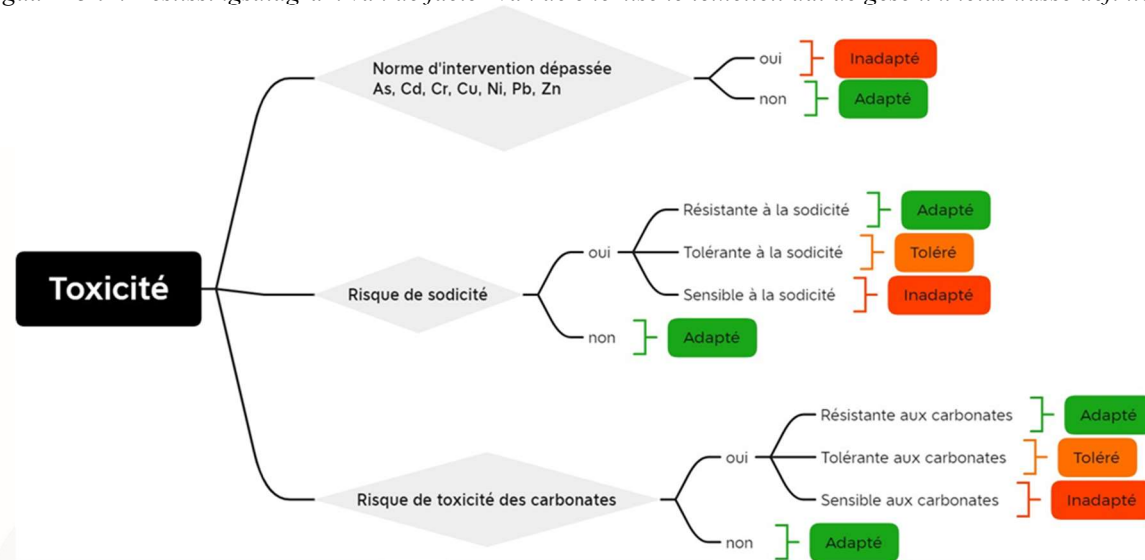 Norme d'intervention dépassée
As, Cd, Cr, Cu, Ni, Pb, Zn
oui
Inadapté
non
Adapté
Toxicité
Risque de sodicité
oui
Résistante à la sodicité
Adapté
Tolérante à la sodicité
Toléré
Sensible à la sodicité
Inadapté
non
Adapté
Risque de toxicité des carbonates
oui
Résistante aux carbonates
Adapté
Tolérante aux carbonates
Toléré
Sensible aux carbonates
Inadapté
non
Adapté